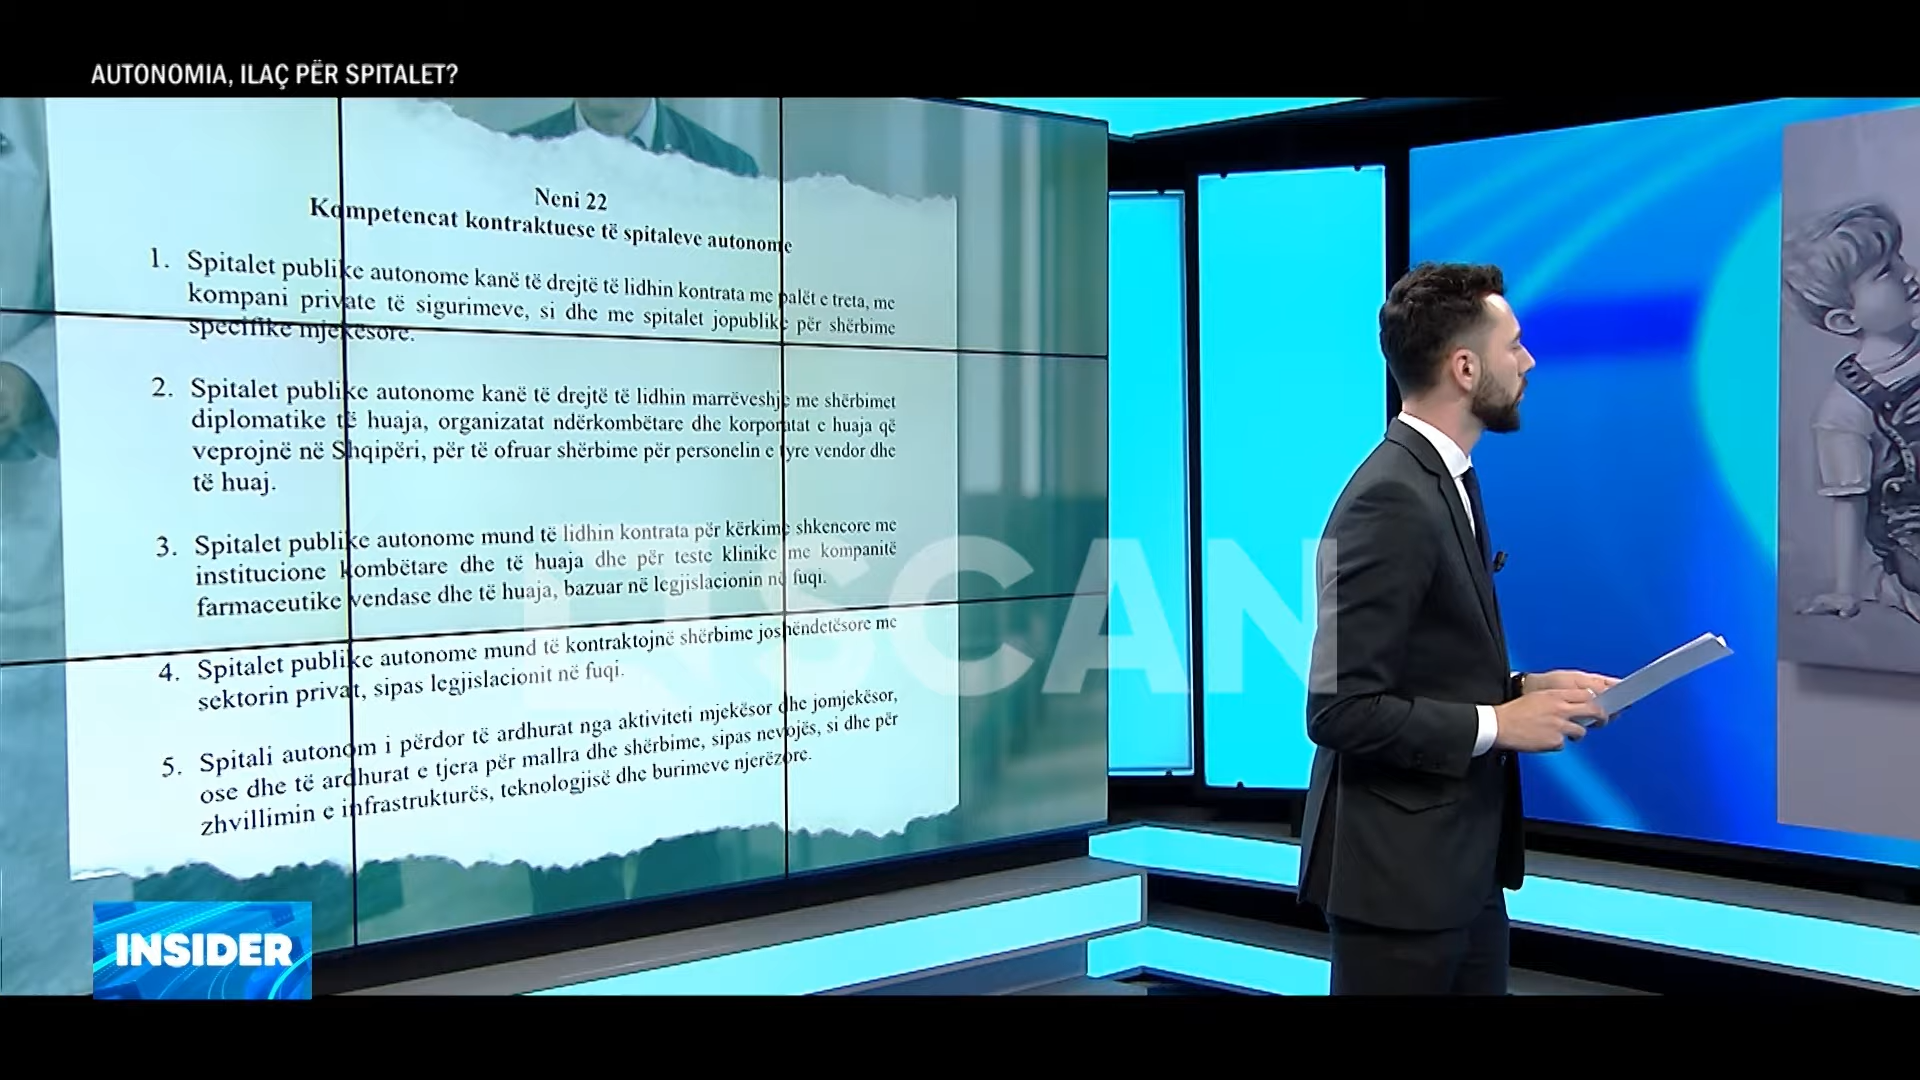 AUTONOMIA, ILAÇ PËR SPITALET?
Neni 22
Kompetencat kontraktuese të spitaleve autonome
1. Spitalet publike autonome kanë të drejtë të lidhin kontrata me palët e treta, me
kompani private të sigurimeve, si dhe me spitalet jopublike për shërbime
specifike mjekësore.
2. Spitalet publike autonome kanë të drejtë të lidhin marrëveshje me shërbimet
diplomatike të huaja, organizatat ndërkombëtare dhe korporatat e huaja që
veprojnë në Shqipëri, për të ofruar shërbime për personelin e tyre vendor dhe
të huaj.
3. Spitalet publike autonome mund të lidhin kontrata për kërkime shkencore me
institucione kombëtare dhe të huaja dhe për teste klinike me kompanitë
farmaceutike vendase dhe të huaja, bazuar në legjislacionin në fuqi.
4. Spitalet publike autonome mund të kontraktojnë shërbime joshëndetësore me
sektorin privat, sipas legjislacionit në fuqi.
5. Spitali autonom i përdor të ardhurat nga aktiviteti mjekësor dhe jomjekësor,
ose dhe të ardhurat e tjera për mallra dhe shërbime, sipas nevojës, si dhe për
zhvillimin e infrastrukturës, teknologjisë dhe burimeve njerëzore.
SCAN
INSIDER